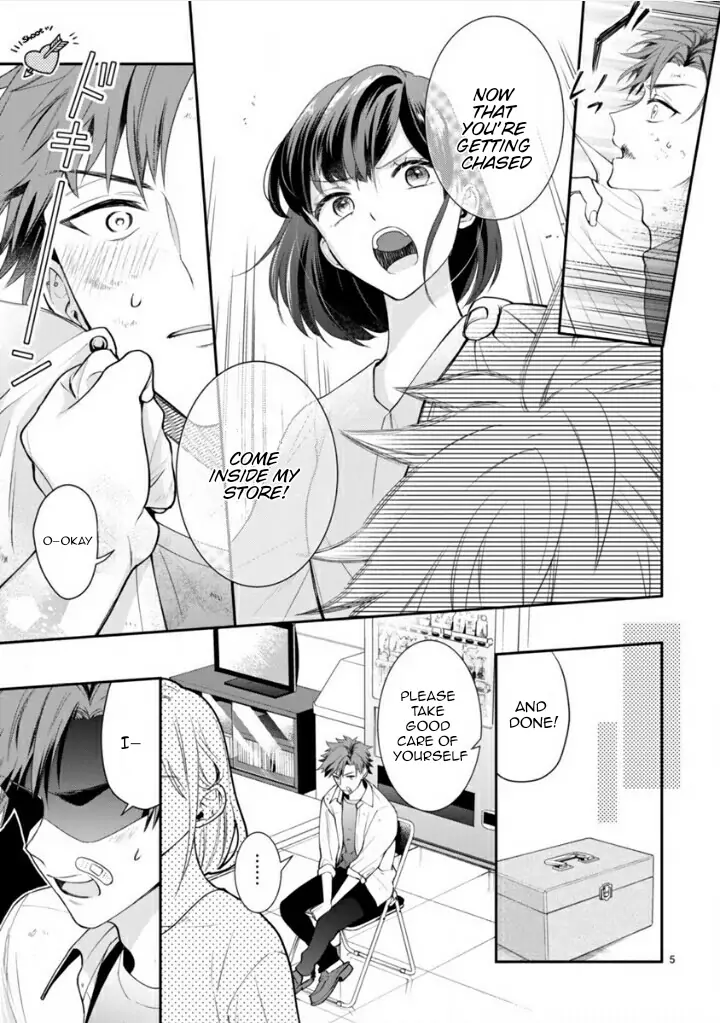 NOW
THAT
YOU'RE
GETTING
CHASED
Shoot
ドキーー
COME
INSIDE MY
STORE!
O-OKAY
AND
DONE!
PLEASE
TAKE
GOOD
CARE OF
YOURSELF
.....
I-
5